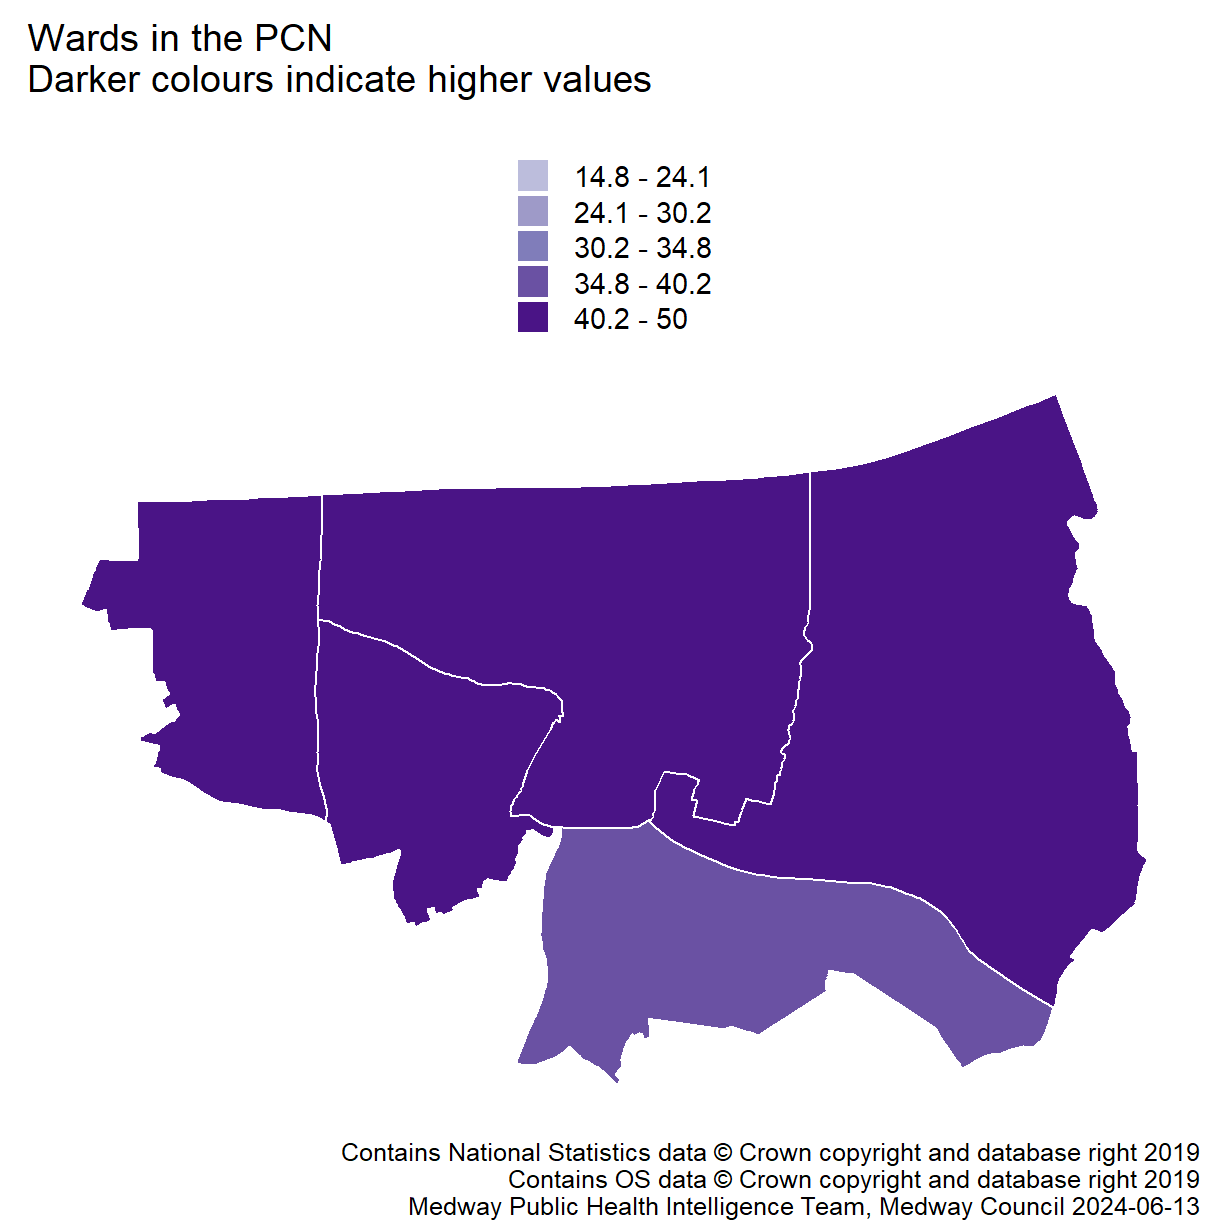 Wards in the PCN
Darker colours indicate higher values
14.8 - 24.1
24.1 - 30.2
30.2 - 34.8
34.8 - 40.2
40.2 - 50
Contains National Statistics data © Crown copyright and database right 2019
Contains OS data © Crown copyright and database right 2019
Medway Public Health Intelligence Team, Medway Council 2024-06-13